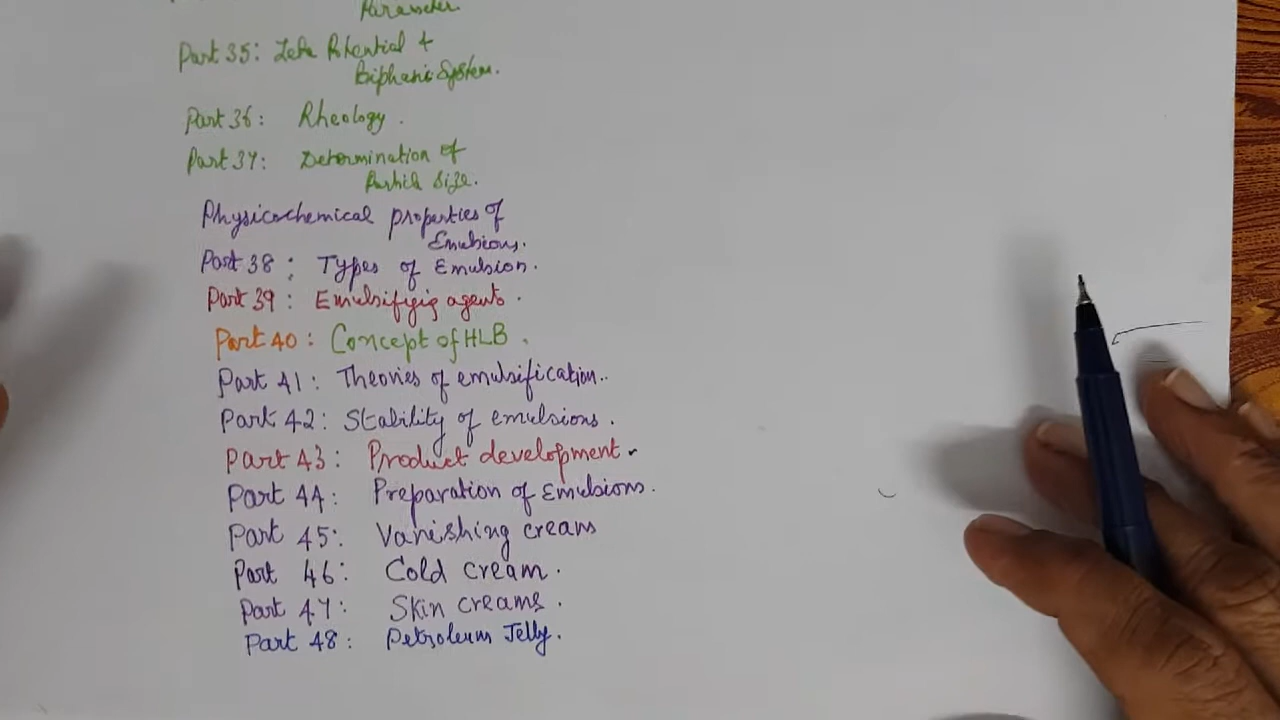 Parameter.
Part 35: Zeta Potential &
Biphasic System.
Part 36: Rheology.
Part 37: Determination of
Particle Size.
Physicochemical properties of
Emulsions.
Part 38: Types of Emulsion.
Part 39: Emulsifyig agent.
Part 40: Concept of HLB.
Part 41: Theories of emulsification..
Part 42: Stability of emulsions.
Part 43: Product development.
Part 44: Preparation of Emulsions.
Part 45: Vanishing creams
Part 46: Cold cream.
Part 47: Skin creams.
Part 48: Petroleum Jelly.